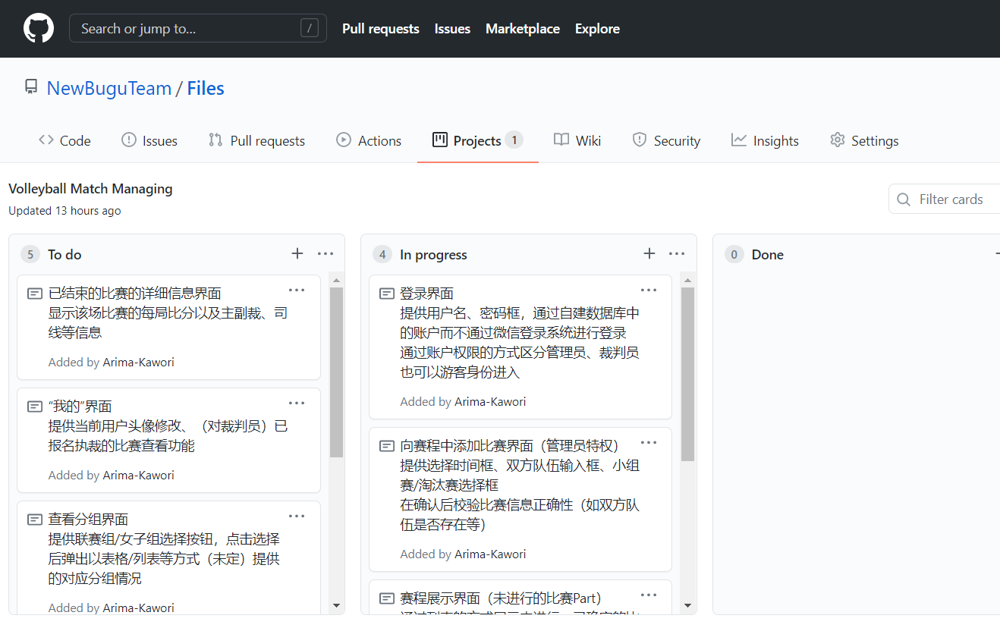 Search or jump to...
/
Pull requests
Issues
Marketplace
Explore
NewBuguTeam / Files
Code
Issues
Pull requests
Actions
Projects 1
Wiki
Security
Insights
Settings
Volleyball Match Managing
Updated 13 hours ago
Filter cards
5 To do
已结束的比赛的详细信息界面
显示该场比赛的每局比分以及主副裁、司
线等信息
Added by Arima-Kawori
“我的”界面
提供当前用户头像修改、（对裁判员）已
报名执裁的比赛查看功能
Added by Arima-Kawori
查看分组界面
提供联赛组/女子组选择按钮，点击选择
后弹出以表格/列表等方式（未定）提供
的对应分组情况
Added by Arima-Kawori
4 In progress
登录界面
提供用户名、密码框，通过自建数据库中
的账户而不通过微信登录系统进行登录
通过账户权限的方式区分管理员、裁判员
也可以游客身份进入
Added by Arima-Kawori
向赛程中添加比赛界面（管理员特权）
提供选择时间框、双方队伍输入框、小组
赛/淘汰赛选择框
在确认后校验比赛信息正确性（如双方队
伍是否存在等）
Added by Arima-Kawori
赛程展示界面（未进行的比赛Part）
0 Done